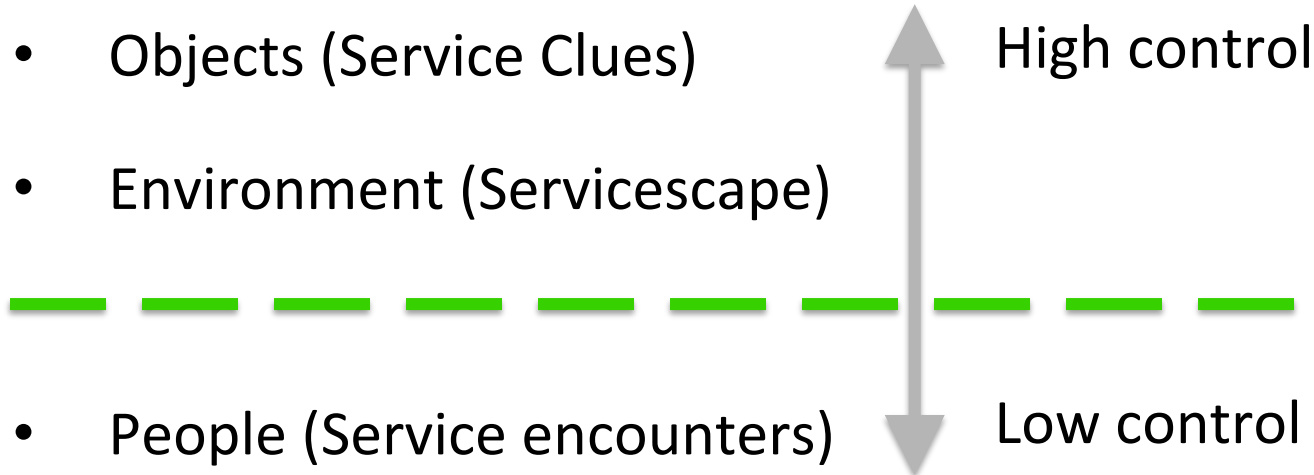 • Objects (Service Clues)
High control
• Environment (Servicescape)
• People (Service encounters)
Low control